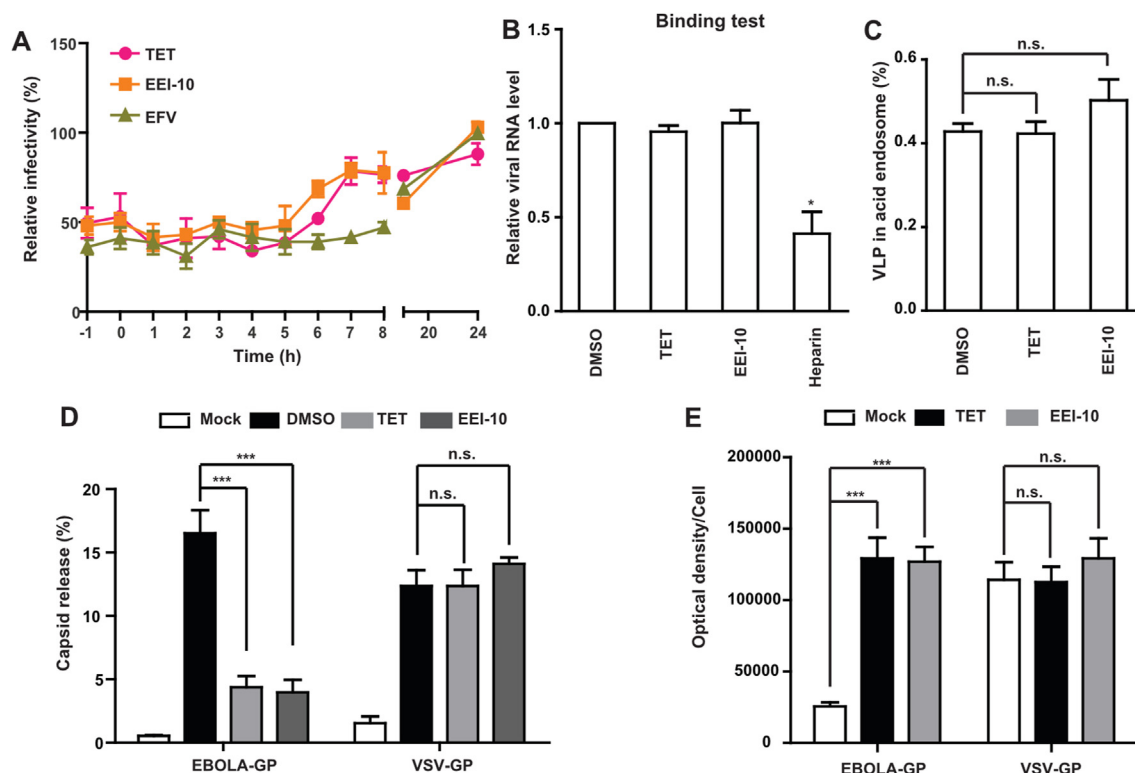 A
TET
EEI-10
EFV
Relative infectivity (%)
150
100
50
0
-1 0 1 2 3 4 5 6 7 8 20 24
Time (h)
B
Binding test
Relative viral RNA level
1.5
1.0
0.5
0.0
*
DMSO
TET
EEI-10
Heparin
C
VLP in acid endosome (%)
0.6
0.4
0.2
0.0
n.s.
n.s.
DMSO
TET
EEI-10
D
Mock DMSO TET EEI-10
Capsid release (%)
20
15
10
5
0
***
***
n.s.
n.s.
EBOLA-GP VSV-GP
E
Mock TET EEI-10
Optical density/Cell
200000
150000
100000
50000
0
***
***
n.s.
n.s.
EBOLA-GP VSV-GP